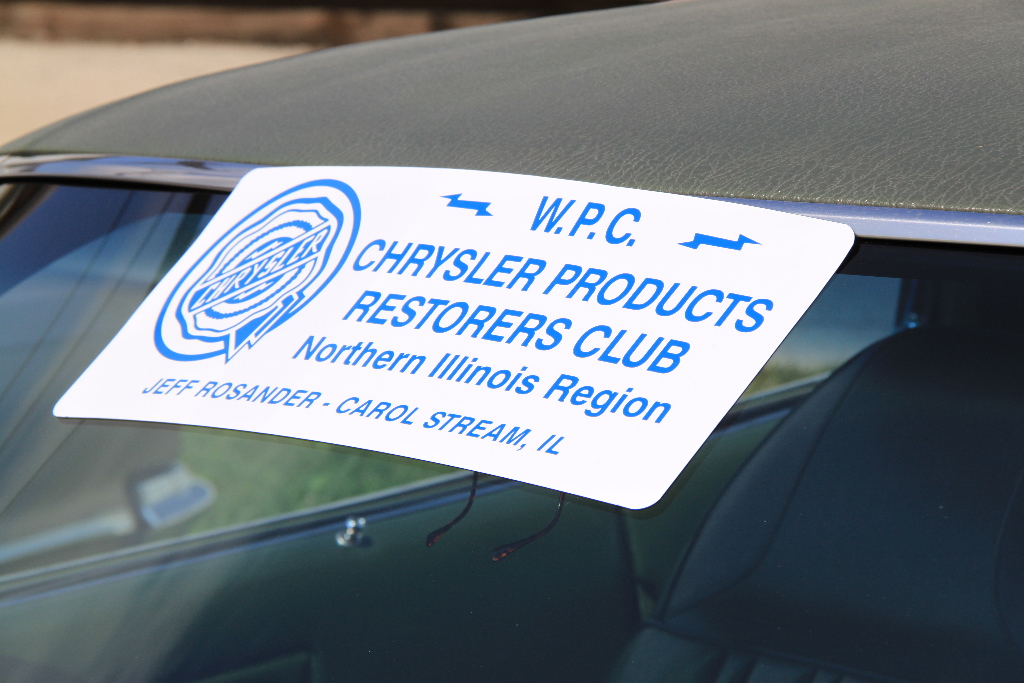 W.P.C.
CHRYSLER
CHRYSLER PRODUCTS
RESTORERS CLUB
Northern Illinois Region
JEFF ROSANDER - CAROL STREAM, IL